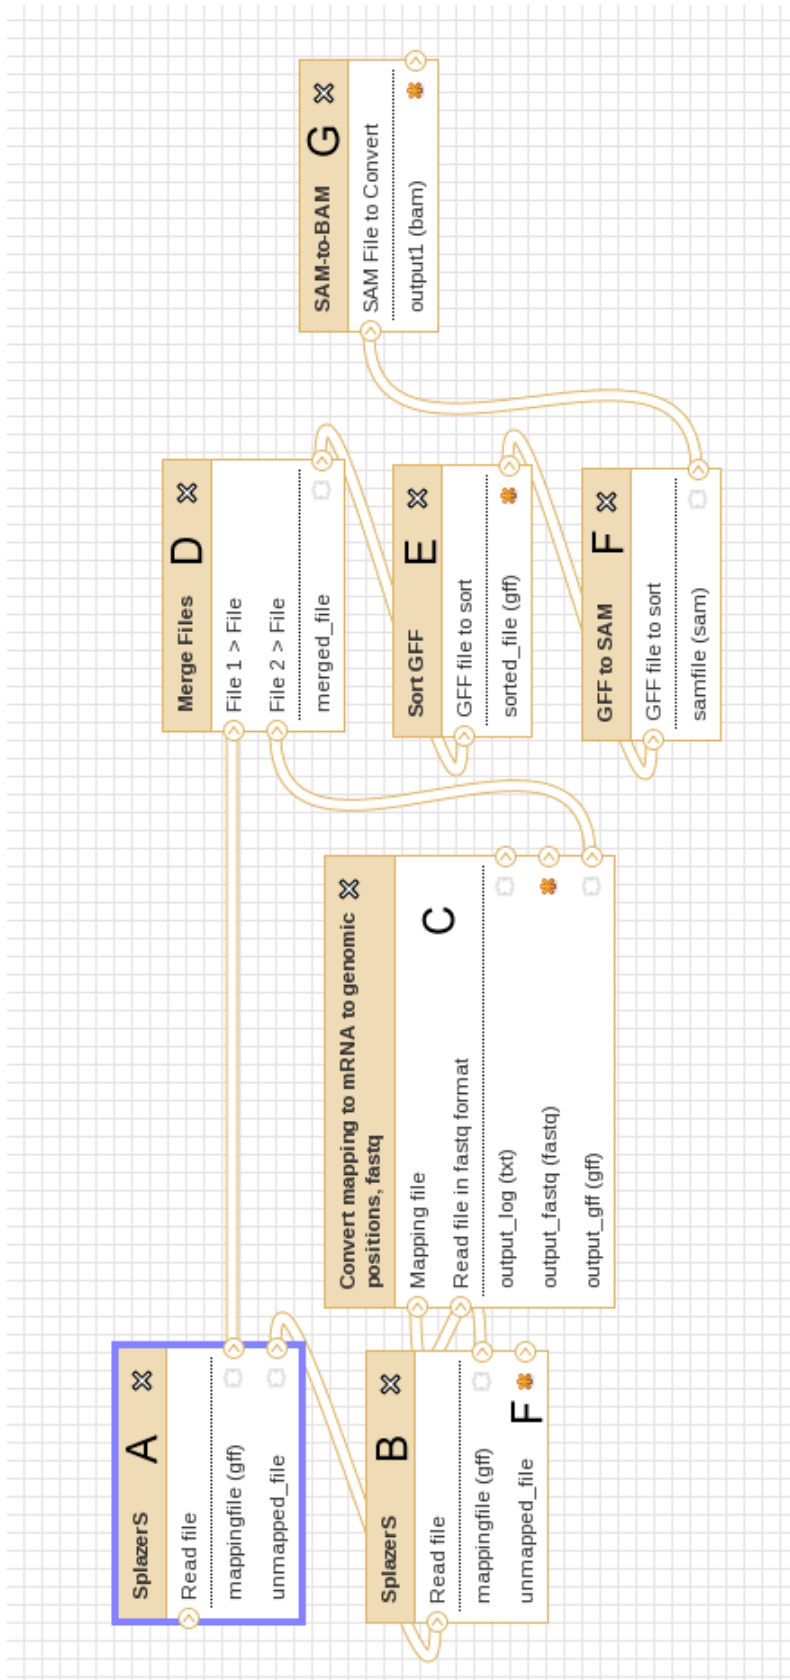 SplazerS A
Read file
mappingfile (gff)
unmapped_file
SplazerS B
Read file
mappingfile (gff)
unmapped_file F
Convert mapping to mRNA to genomic
positions, fastq
Mapping file
C
Read file in fastq format
output_log (txt)
output_fastq (fastq)
output_gff (gff)
Merge Files D
File 1 > File
File 2 > File
merged_file
Sort GFF E
GFF file to sort
sorted_file (gff)
GFF to SAM F
GFF file to sort
samfile (sam)
SAM-to-BAM G
SAM File to Convert
output1 (bam)